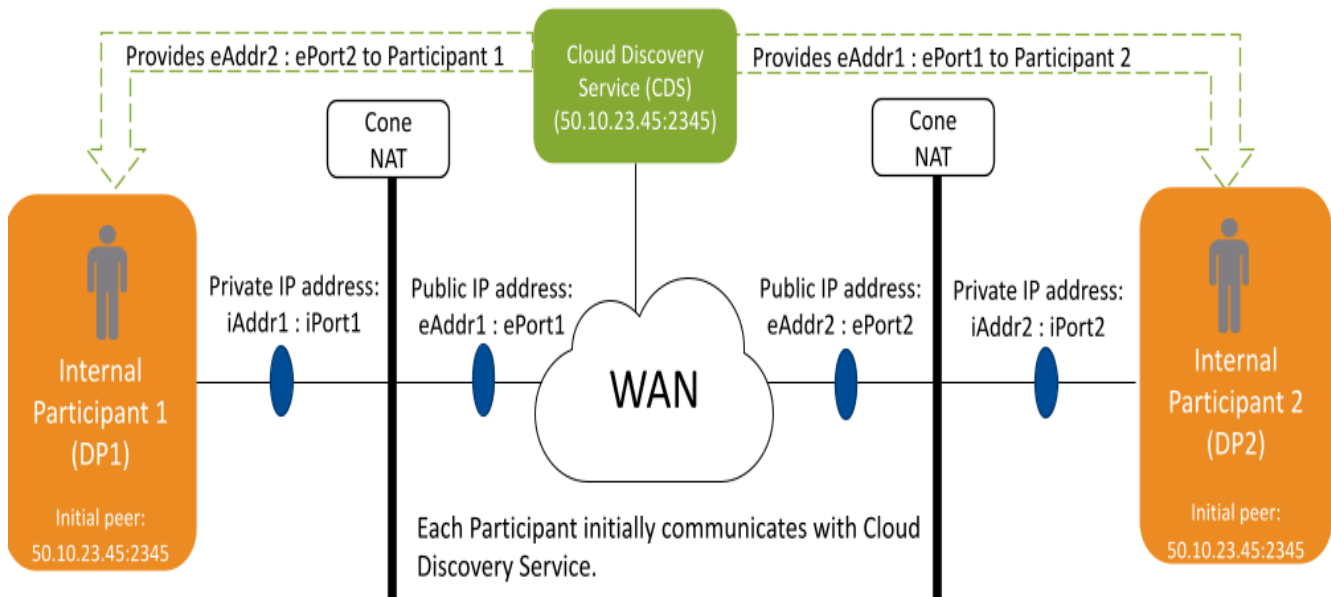 Provides eAddr2 : ePort2 to Participant 1
Cloud Discovery
Service (CDS)
(50.10.23.45:2345)
Provides eAddr1 : ePort1 to Participant 2
Cone
NAT
Cone
NAT
Internal
Participant 1
(DP1)
Initial peer:
50.10.23.45:2345
Private IP address:
iAddr1 : iPort1
Public IP address:
eAddr1 : ePort1
WAN
Public IP address:
eAddr2 : ePort2
Private IP address:
iAddr2 : iPort2
Internal
Participant 2
(DP2)
Initial peer:
50.10.23.45:2345
Each Participant initially communicates with Cloud
Discovery Service.